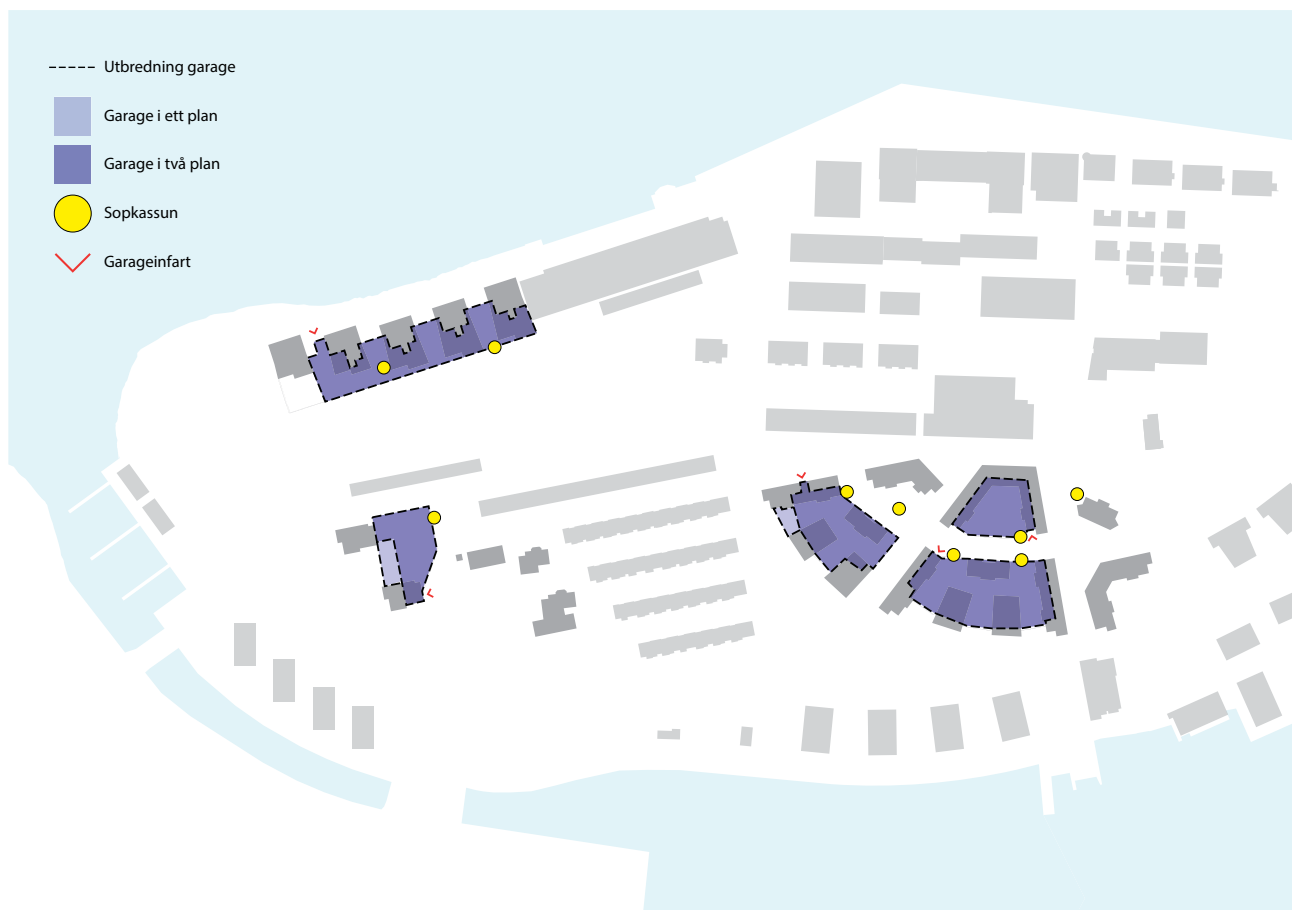 Utbredning garage
Garage i ett plan
Garage i två plan
Sopkassun
Garageinfart